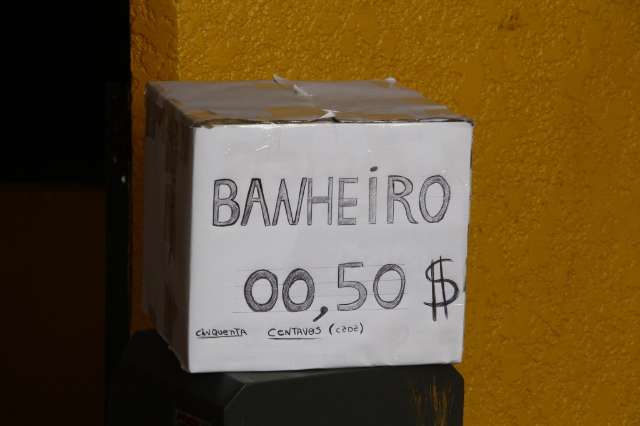 BANHEIRO
00,50 $
CINQUENTA CENTAVOS (CADA)